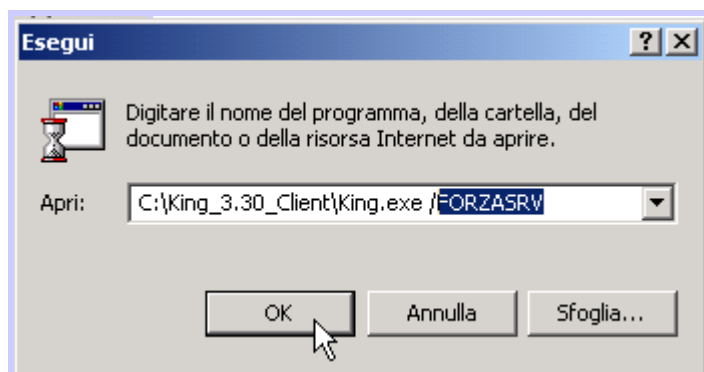 Esegui
Digitare il nome del programma, della cartella, del
documento o della risorsa Internet da aprire.
Apri: C:\King_3.30_Client\King.exe /FORZASRV
OK Annulla Sfoglia...